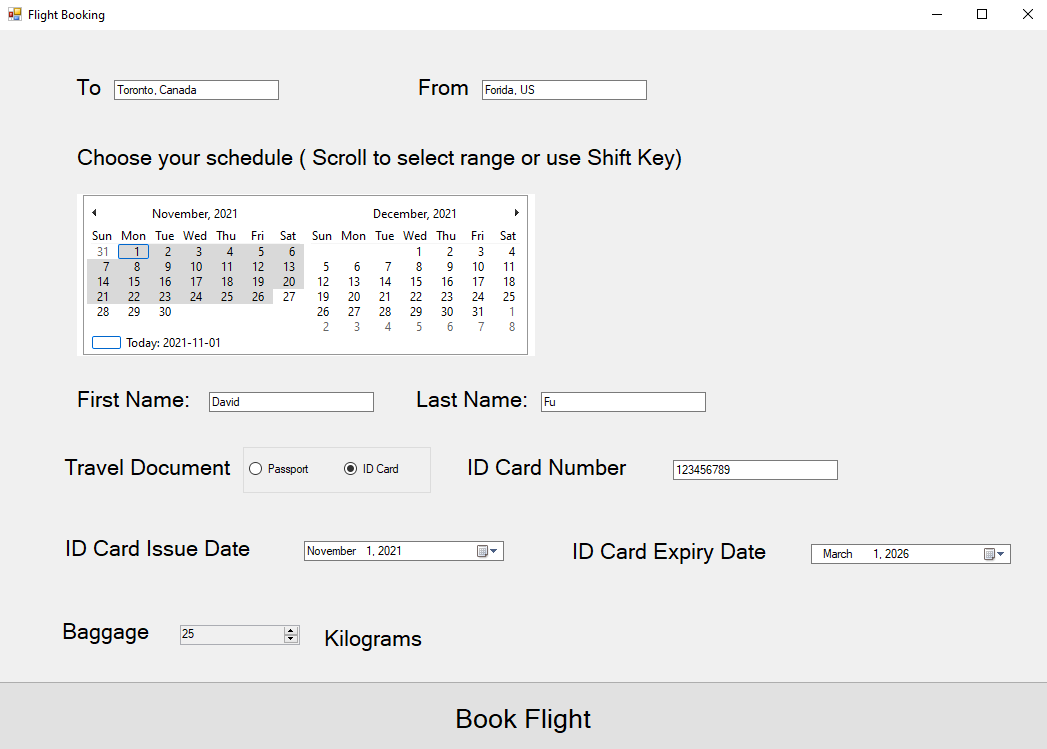 Flight Booking
To Toronto, Canada From Forida, US
Choose your schedule ( Scroll to select range or use Shift Key)
November, 2021 December, 2021
Sun Mon Tue Wed Thu Fri Sat Sun Mon Tue Wed Thu Fri Sat
31 1 2 3 4 5 6 1 2 3 4
7 8 9 10 11 12 13 5 6 7 8 9 10 11
14 15 16 17 18 19 20 12 13 14 15 16 17 18
21 22 23 24 25 26 27 19 20 21 22 23 24 25
28 29 30 26 27 28 29 30 31 1
2 3 4 5 6 7 8
Today: 2021-11-01
First Name: David Last Name: Fu
Travel Document Passport ID Card ID Card Number 123456789
ID Card Issue Date November 1, 2021 ID Card Expiry Date March 1, 2026
Baggage 25 Kilograms
Book Flight